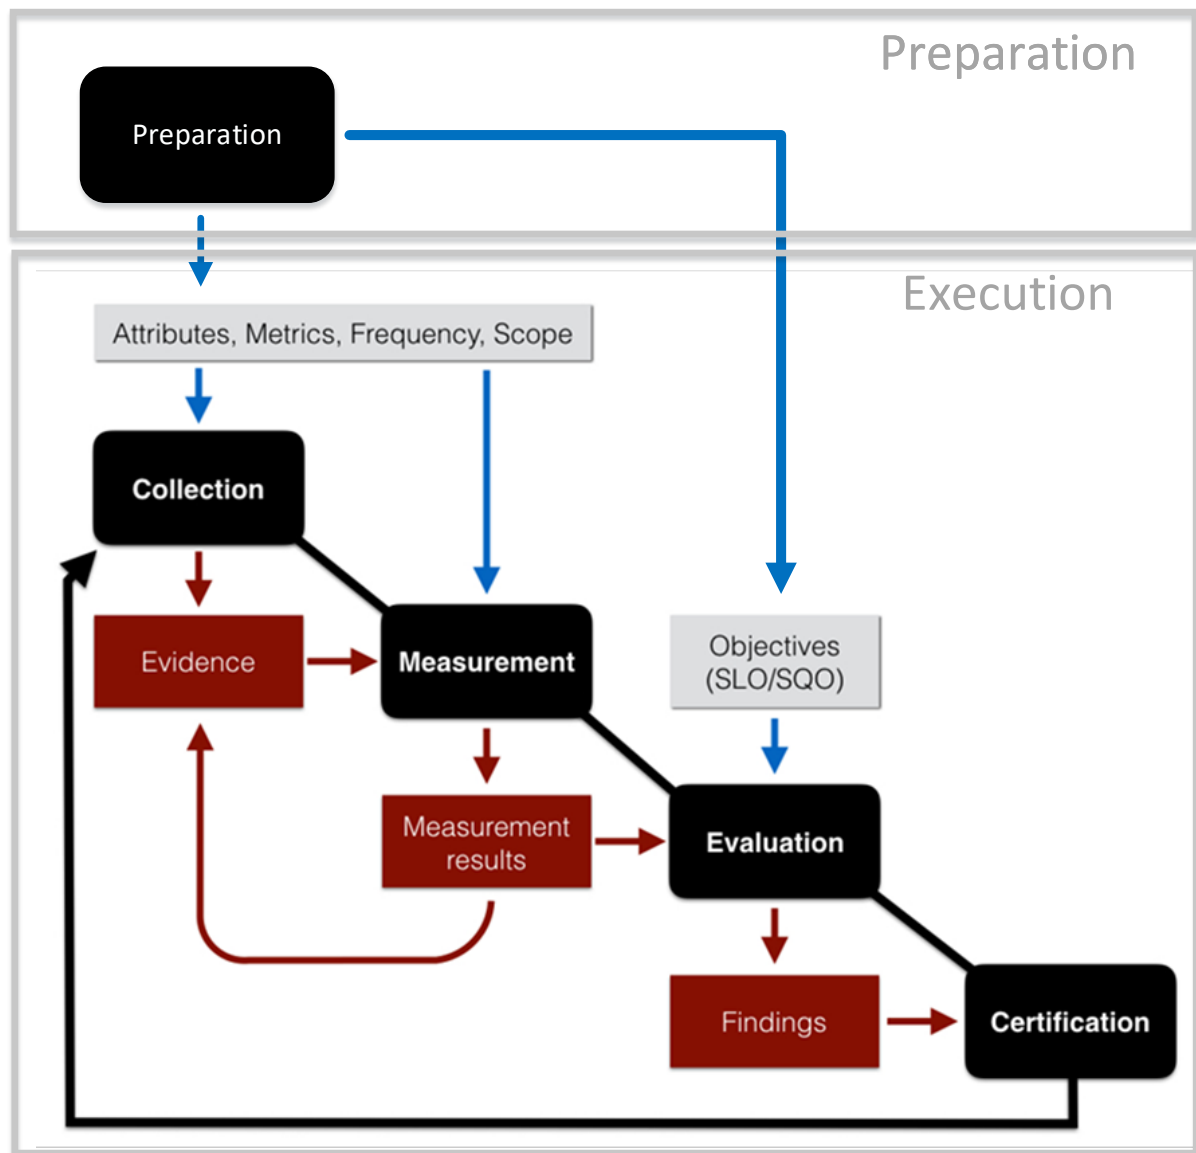 Preparation
Preparation
Execution
Attributes, Metrics, Frequency, Scope
Collection
Evidence
Measurement
Objectives
(SLO/SQO)
Measurement
results
Evaluation
Findings
Certification